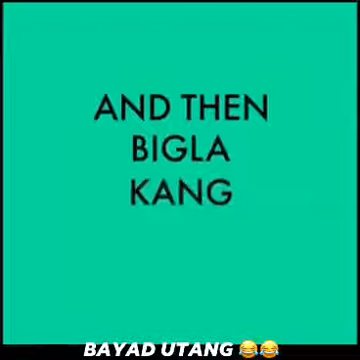 AND THEN
BIGLA
KANG
BAYAD UTANG 😂😂